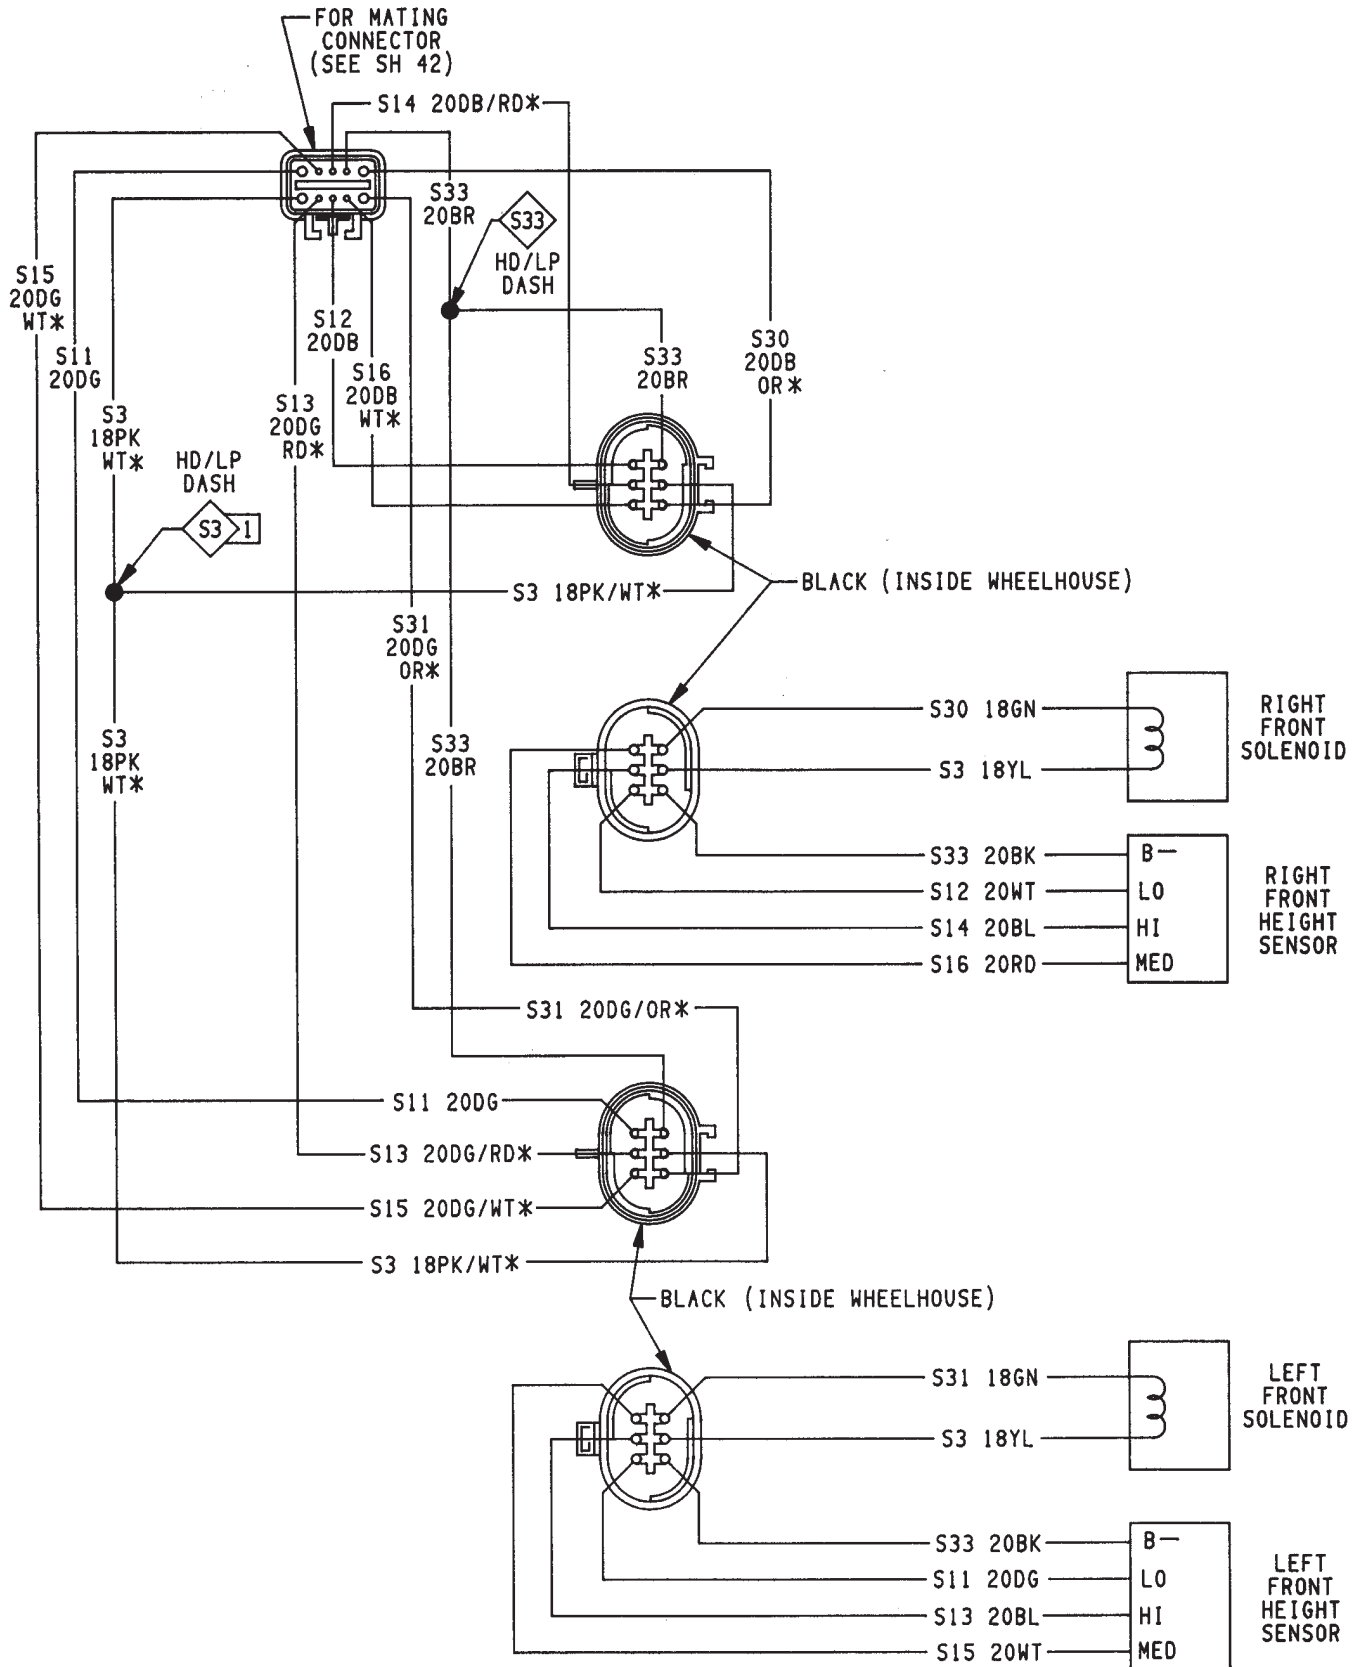 FOR MATING
CONNECTOR
(SEE SH 42)
S14 20DB/RD*
S33
20BR
S33
HD/LP
DASH
S15
20DG
WT*
S11
20DG
S3
18PK
WT*
S12
20DB
S16
20DB
WT*
S13
20DG
RD*
S33
20BR
S30
20DB
OR*
HD/LP
DASH
S3 1
S3 18PK/WT*
BLACK (INSIDE WHEELHOUSE)
S31
20DG
OR*
S3
18PK
WT*
S33
20BR
S30 18GN
S3 18YL
RIGHT
FRONT
SOLENOID
S33 20BK B—
S12 20WT LO
S14 20BL HI
S16 20RD MED
RIGHT
FRONT
HEIGHT
SENSOR
S31 20DG/OR*
S11 20DG
S13 20DG/RD*
S15 20DG/WT*
S3 18PK/WT*
BLACK (INSIDE WHEELHOUSE)
S31 18GN
S3 18YL
LEFT
FRONT
SOLENOID
S33 20BK B—
S11 20DG LO
S13 20BL HI
S15 20WT MED
LEFT
FRONT
HEIGHT
SENSOR